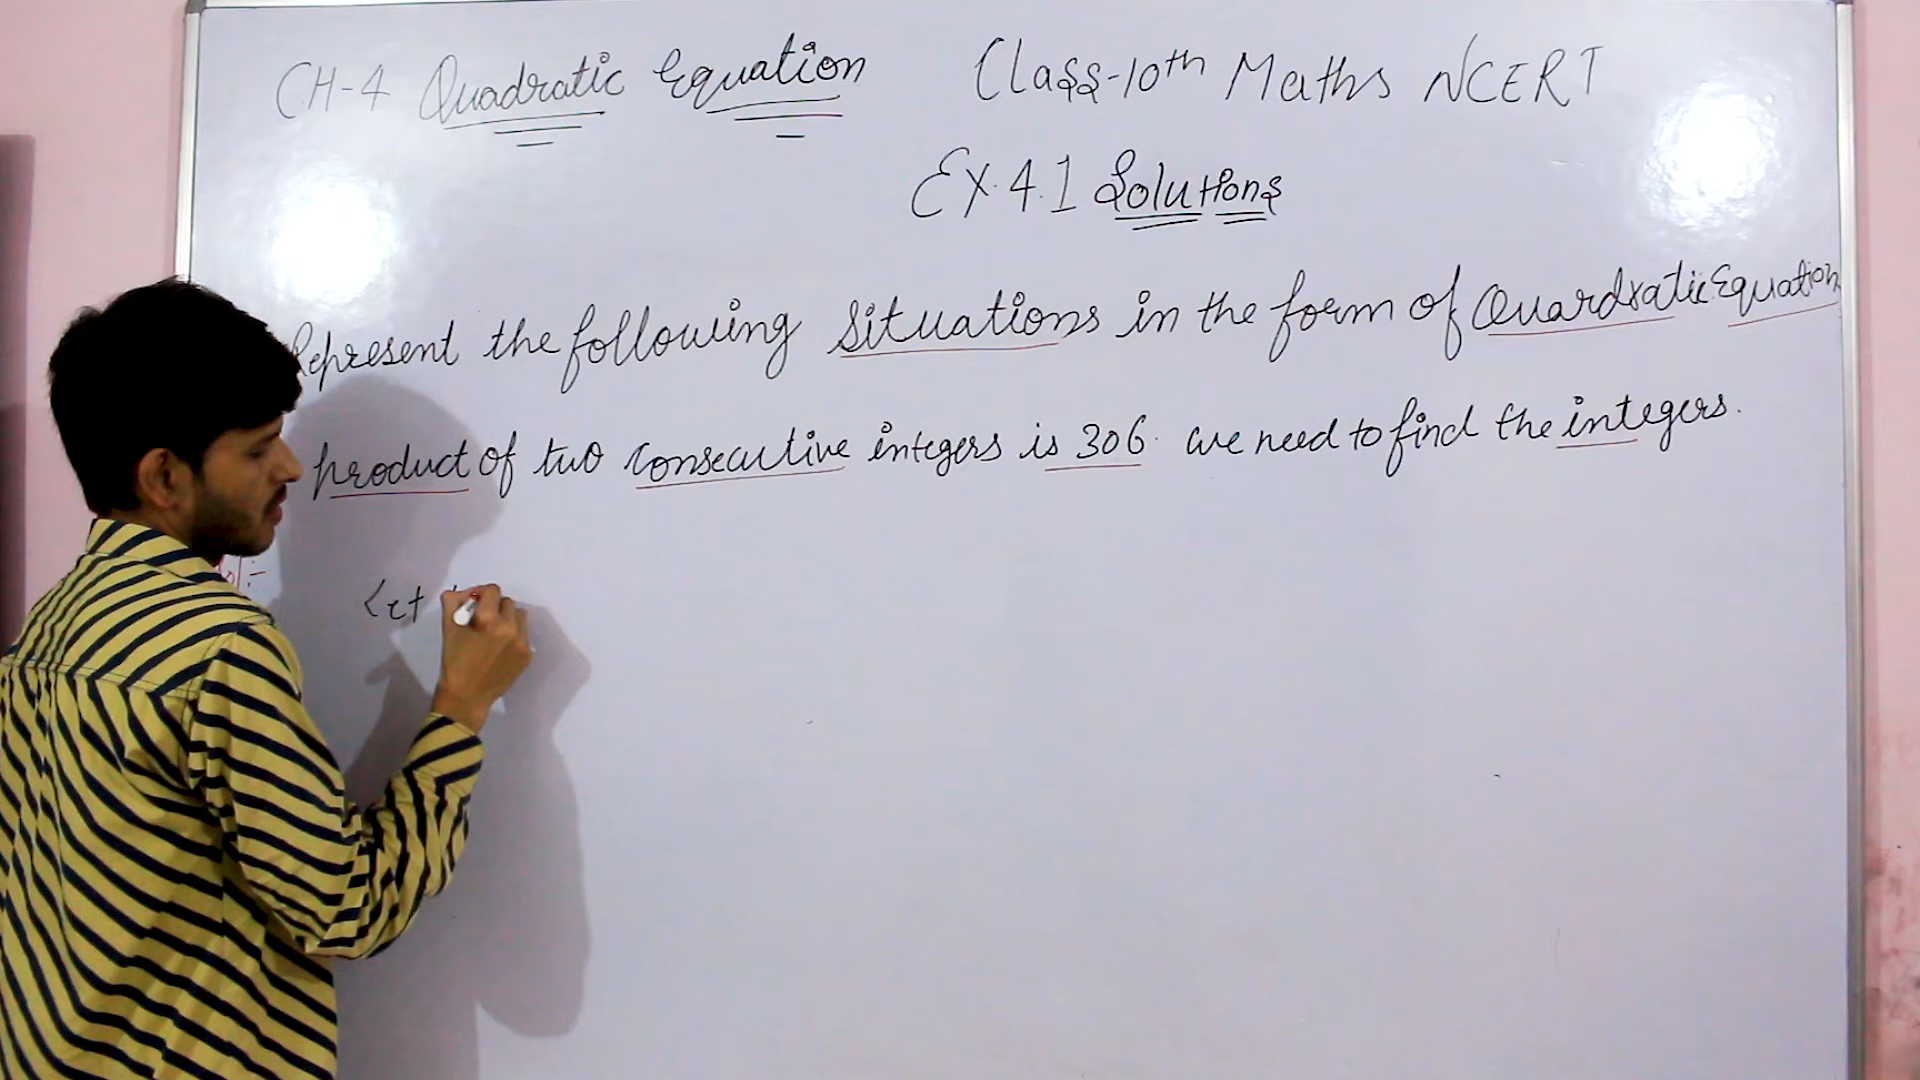 CH-4 Quadratic Equation Class-10th Maths NCERT
EX.4.1 Solutions
Represent the following situations in the form of Quardratic Equation
product of two consecutive integers is 306. we need to find the integers.
Sol:-
Let